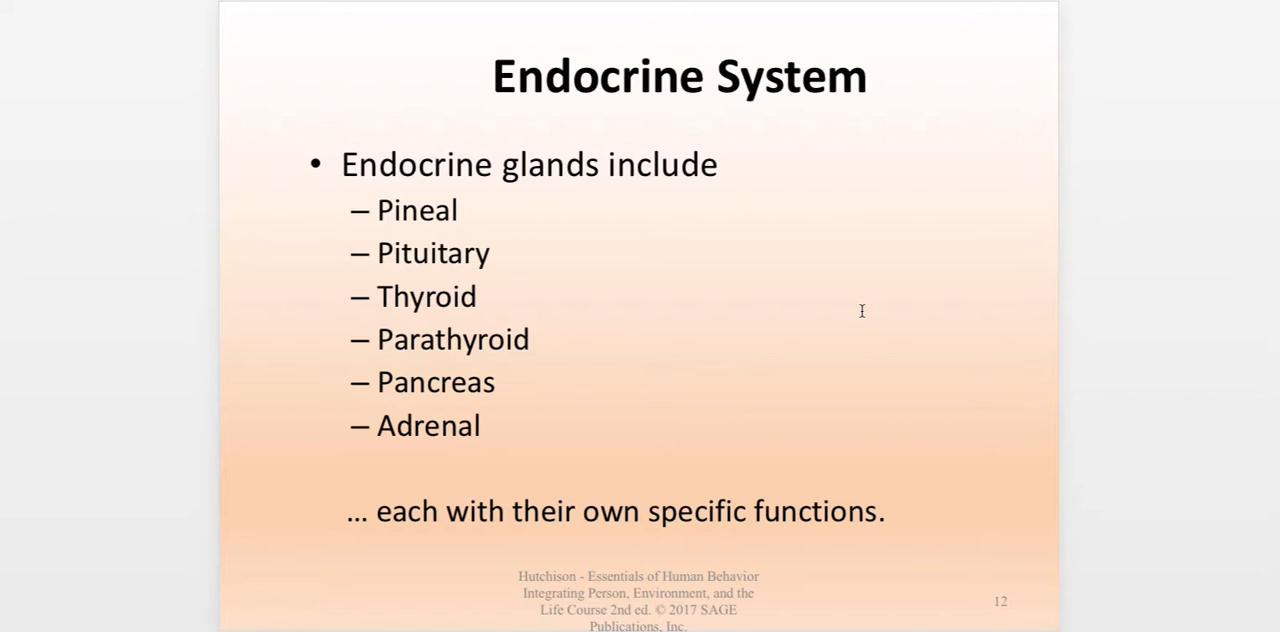 Endocrine System
• Endocrine glands include
– Pineal
– Pituitary
– Thyroid
– Parathyroid
– Pancreas
– Adrenal
... each with their own specific functions.
Hutchison - Essentials of Human Behavior
Integrating Person, Environment, and the
Life Course 2nd ed. © 2017 SAGE
Publications, Inc.
12